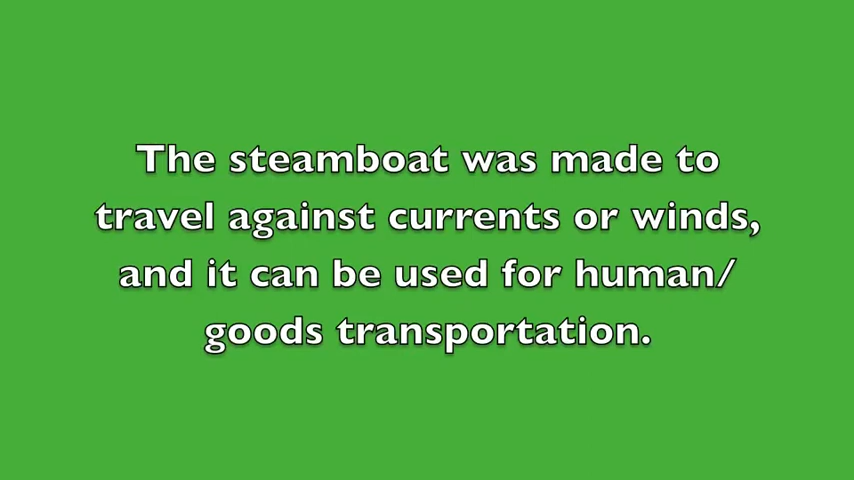 The steamboat was made to
travel against currents or winds,
and it can be used for human/
goods transportation.